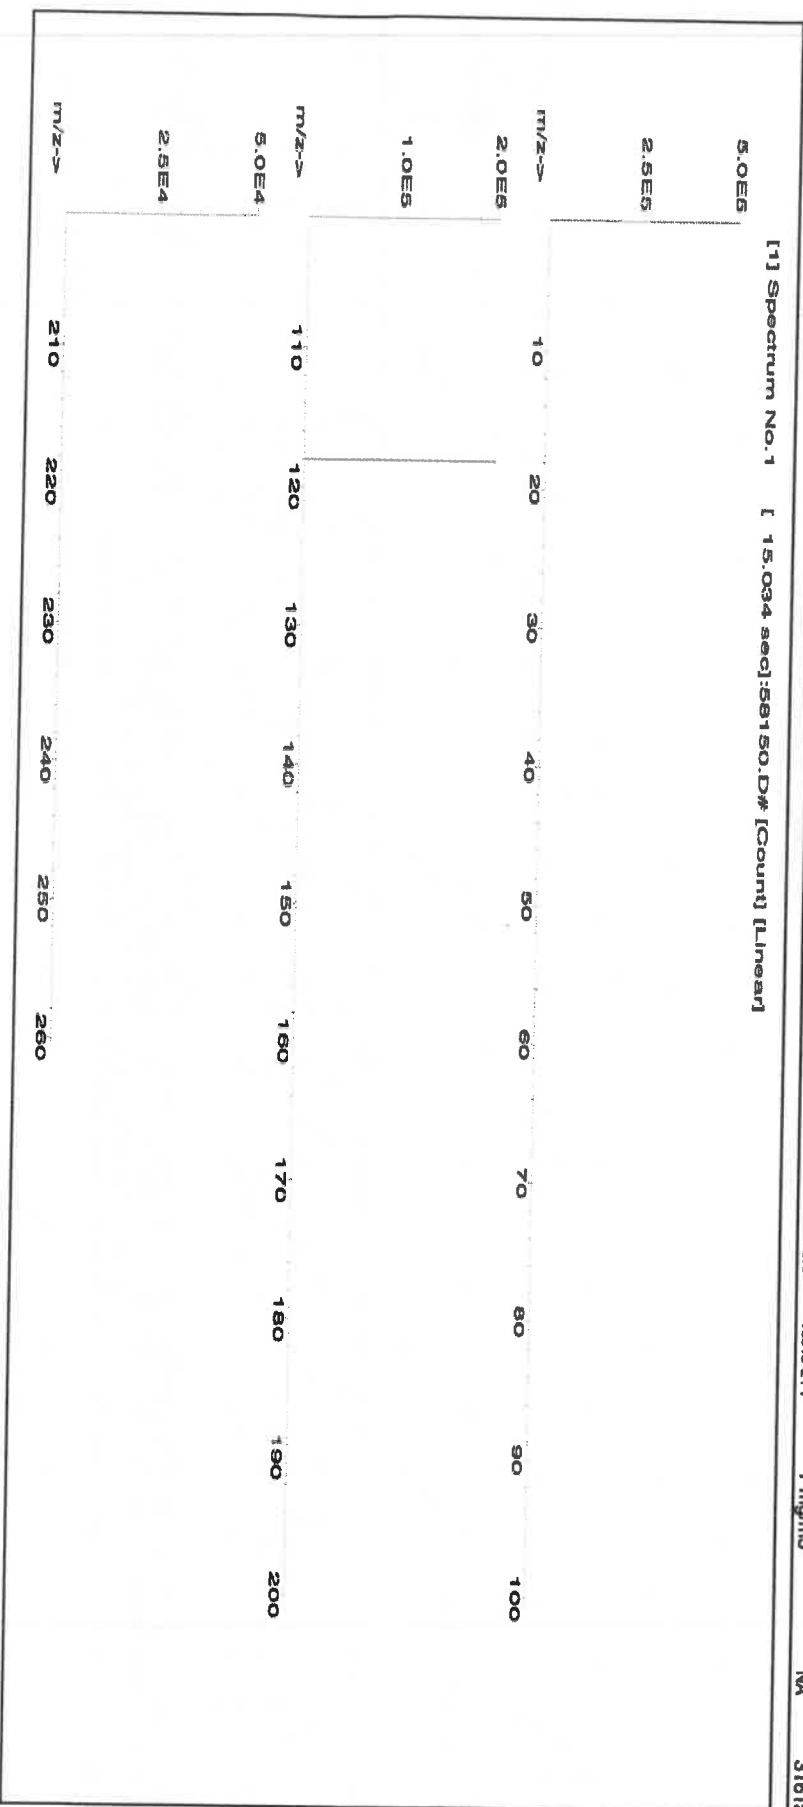 [1] Spectrum No.1 [ 15.034 sec]:58150.D# [Count] [Linear]
5.0E6
2.5E6
m/z-> 10 20 30 40 50 60 70 80 90 100
2.0E5
1.0E5
m/z-> 110 120 130 140 150 160 170 180 190 200
5.0E4
2.5E4
m/z-> 210 220 230 240 250 260
NA